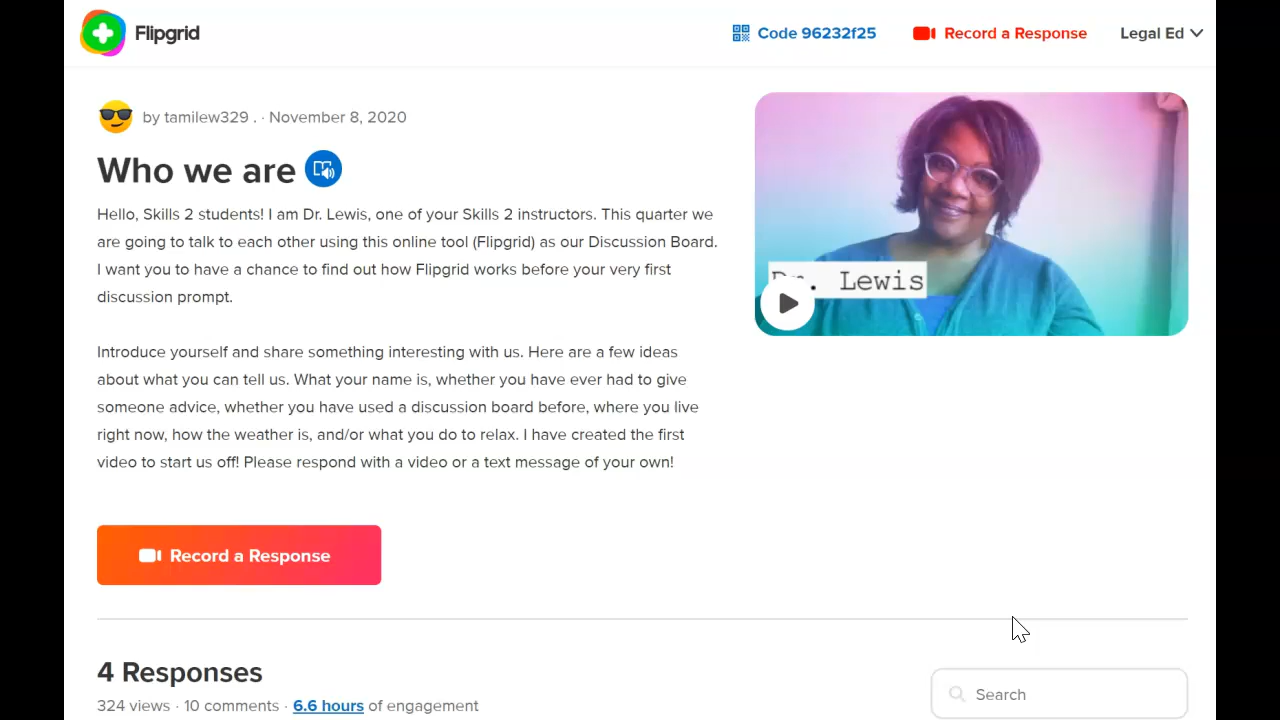 Flipgrid
Code 96232f25
Record a Response
Legal Ed
by tamilew329 . · November 8, 2020
Who we are
Hello, Skills 2 students! I am Dr. Lewis, one of your Skills 2 instructors. This quarter we
are going to talk to each other using this online tool (Flipgrid) as our Discussion Board.
I want you to have a chance to find out how Flipgrid works before your very first
discussion prompt.
Introduce yourself and share something interesting with us. Here are a few ideas
about what you can tell us. What your name is, whether you have ever had to give
someone advice, whether you have used a discussion board before, where you live
right now, how the weather is, and/or what you do to relax. I have created the first
video to start us off! Please respond with a video or a text message of your own!
Dr. Lewis
Record a Response
4 Responses
324 views · 10 comments · 6.6 hours of engagement
Search